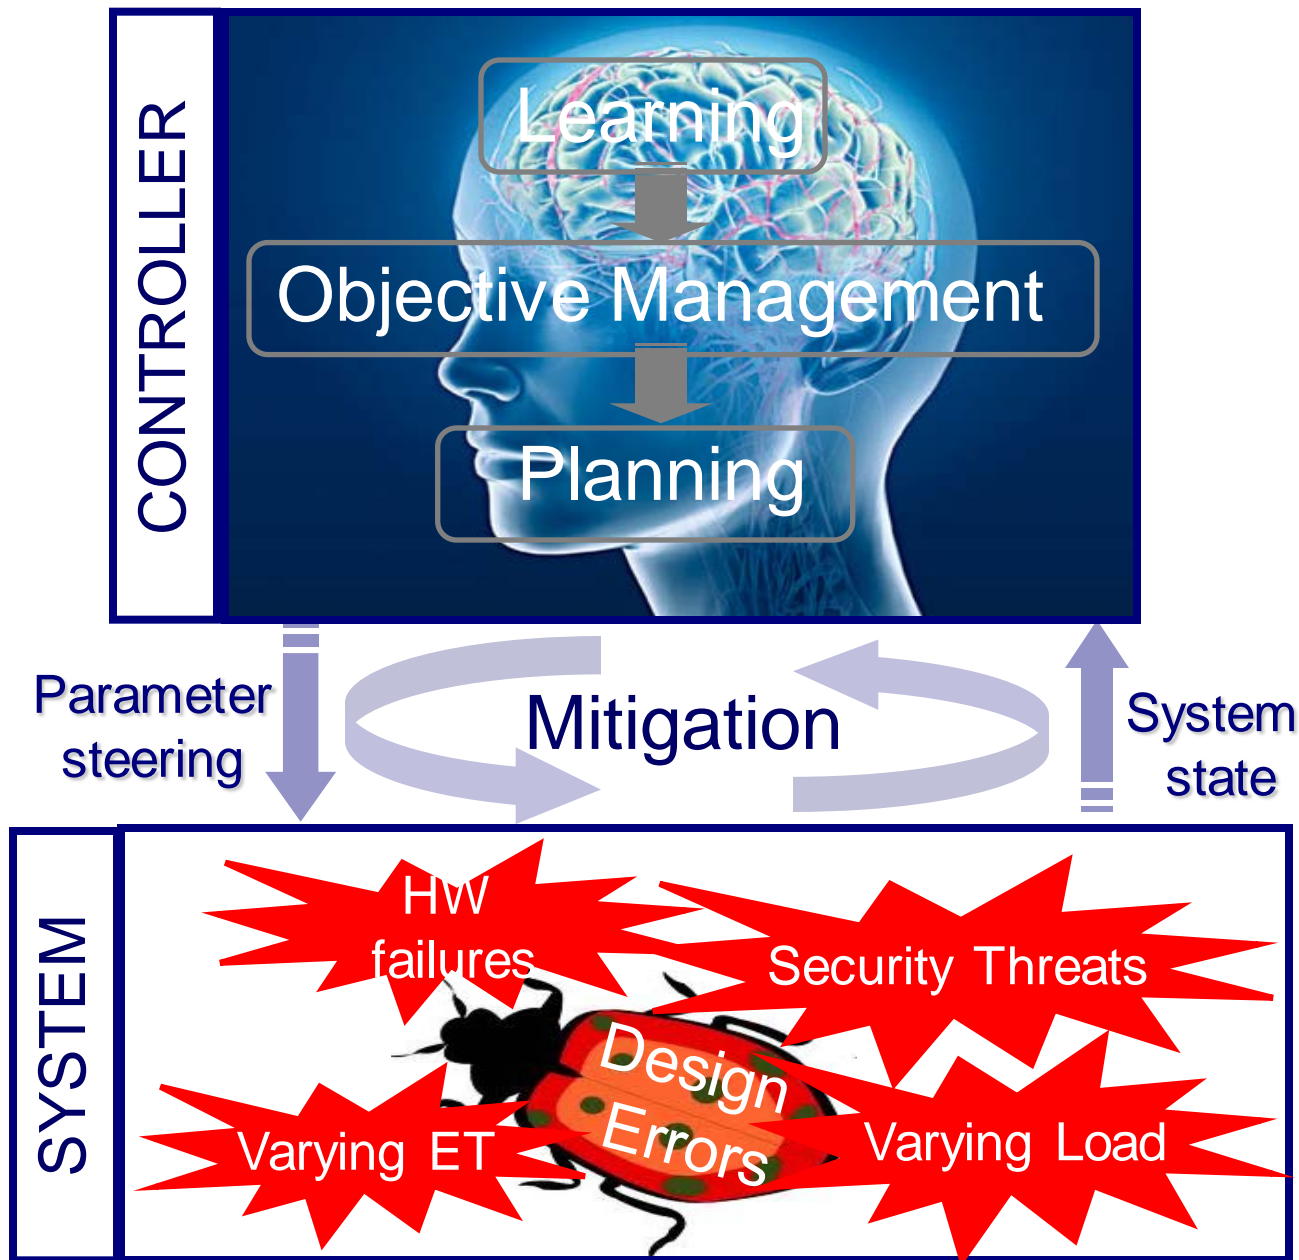 CONTROLLER
Learning
Objective Management
Planning
Parameter
steering
Mitigation
System
state
SYSTEM
HW
failures
Security Threats
Design
Errors
Varying ET
Varying Load